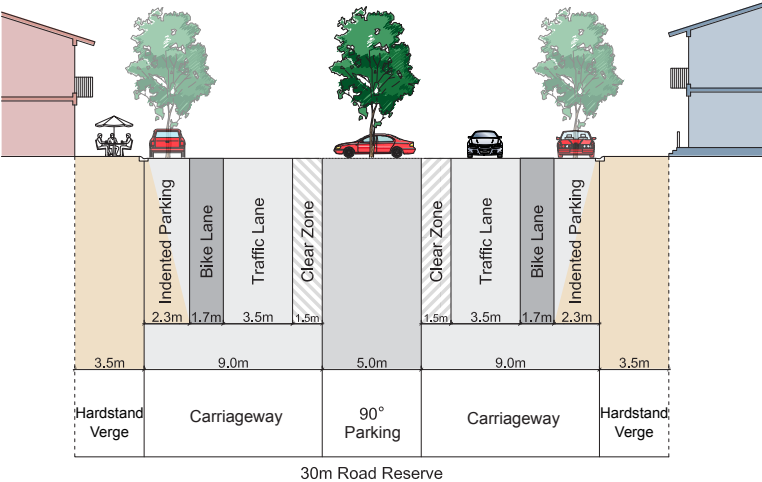 Indented Parking
Bike Lane
Traffic Lane
Clear Zone
Clear Zone
Traffic Lane
Bike Lane
Indented Parking
2.3m
1.7m
3.5m
1.5m
1.5m
3.5m
1.7m
2.3m
3.5m
9.0m
5.0m
9.0m
3.5m
Hardstand
Verge
Carriageway
90°
Parking
Carriageway
Hardstand
Verge
30m Road Reserve